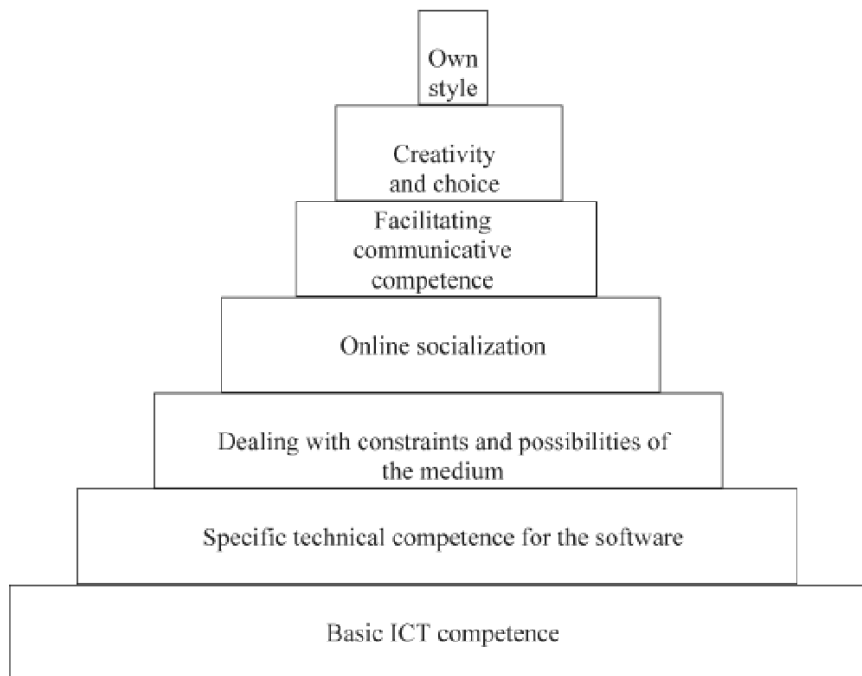 Own
style
Creativity
and choice
Facilitating
communicative
competence
Online socialization
Dealing with constraints and possibilities of
the medium
Specific technical competence for the software
Basic ICT competence